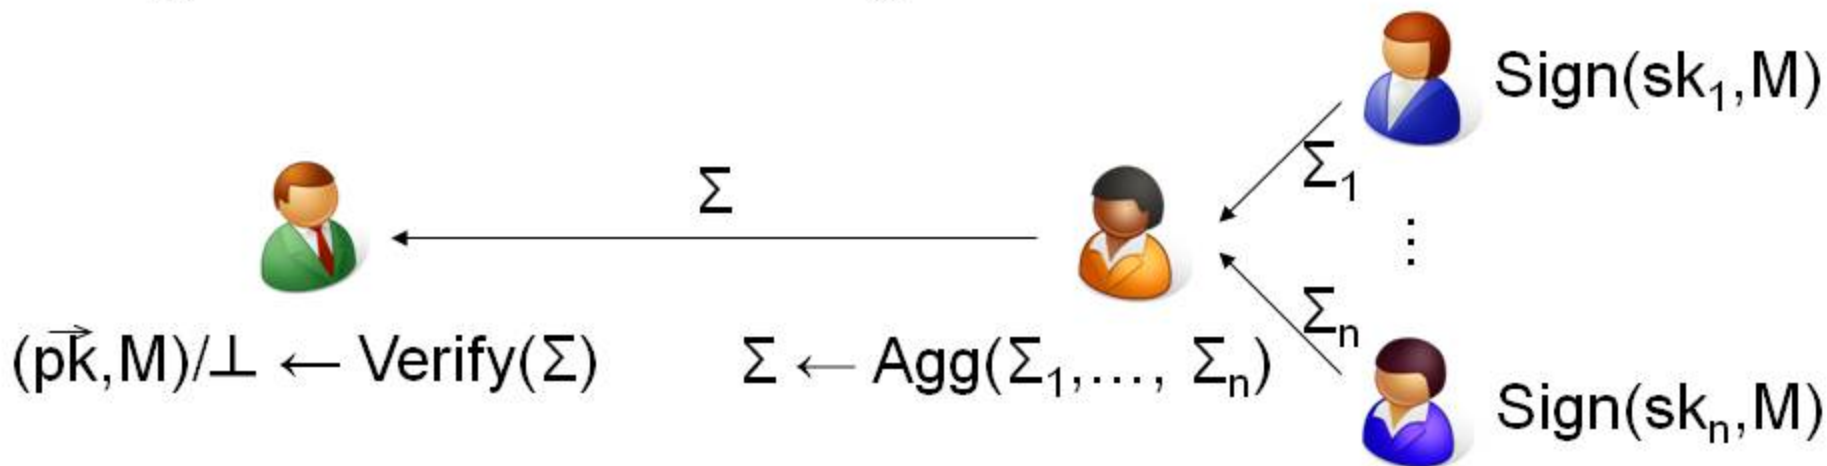 Sign(sk₁,M)
Σ₁
Σ
⋮
Σₙ
(p⃗k⃗,M)/⊥ ← Verify(Σ)
Σ ← Agg(Σ₁,…, Σₙ)
Sign(skₙ,M)